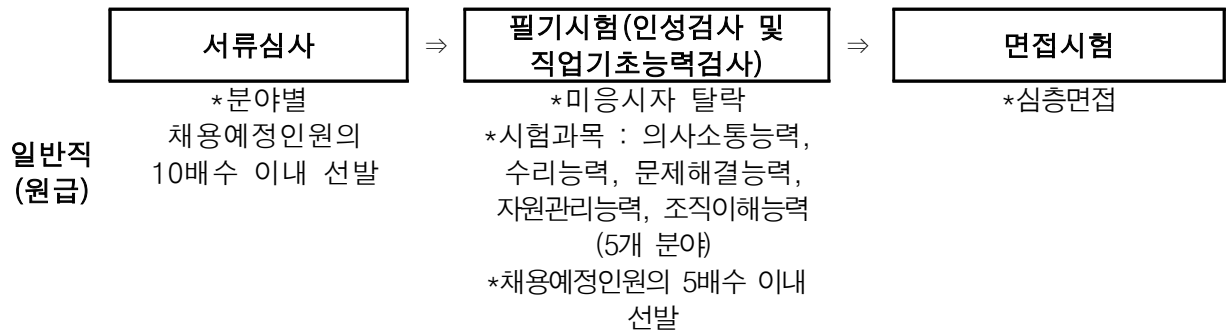 서류심사
⇒
필기시험(인성검사 및
직업기초능력검사)
⇒
면접시험
일반직
(원급)
*분야별
채용예정인원의
10배수 이내 선발
*미응시자 탈락
*시험과목 : 의사소통능력,
수리능력, 문제해결능력,
자원관리능력, 조직이해능력
(5개 분야)
*채용예정인원의 5배수 이내
선발
*심층면접